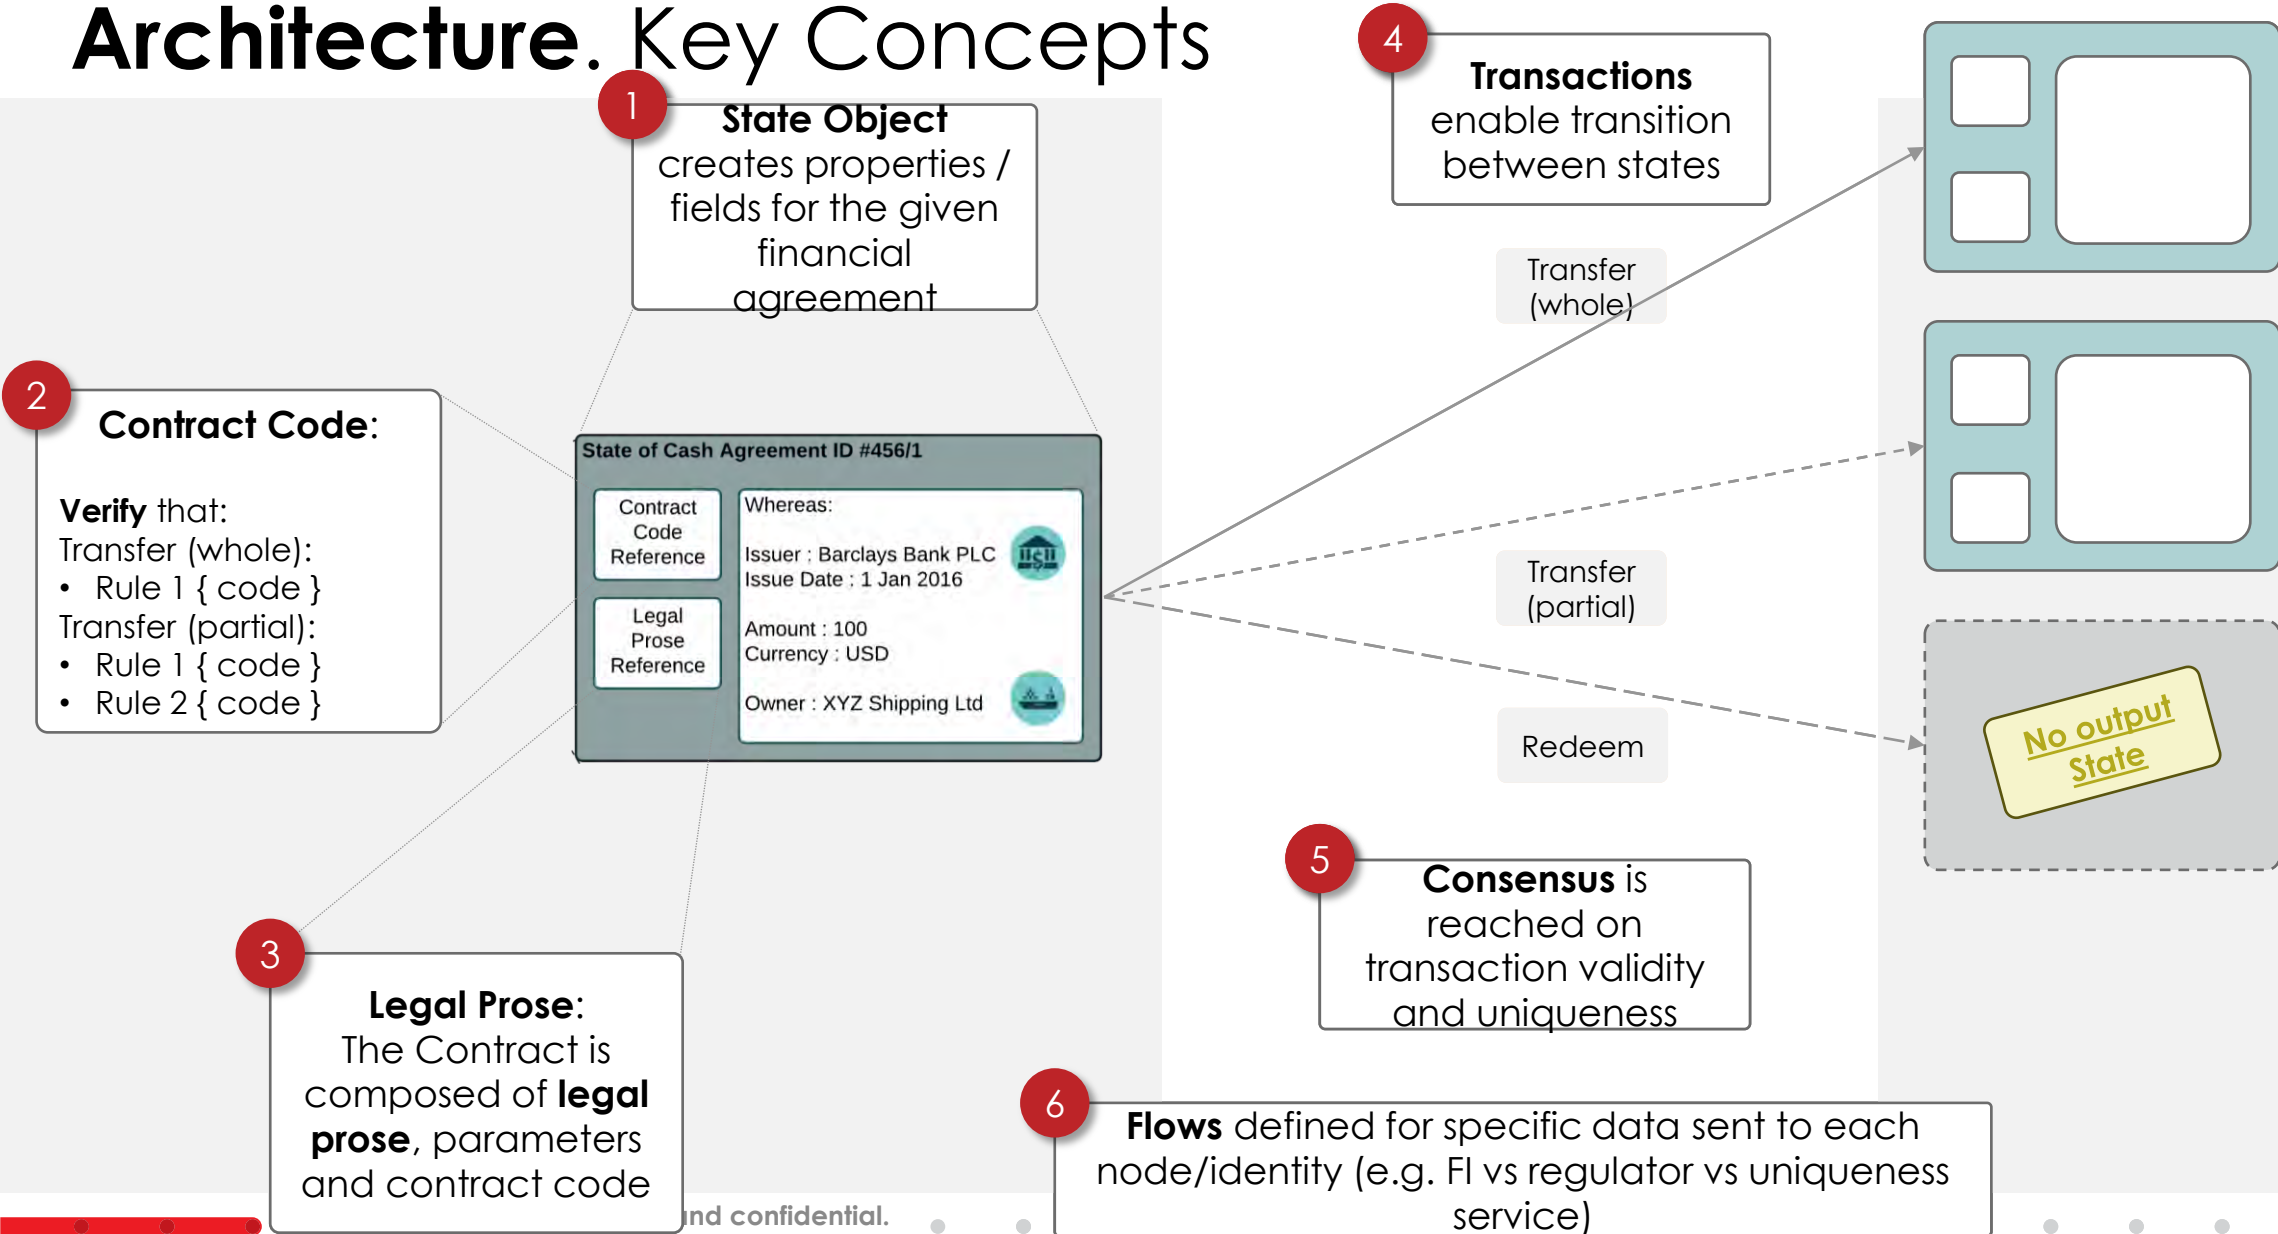 Architecture. Key Concepts
1
State Object
creates properties /
fields for the given
financial
agreement
2
Contract Code:
Verify that:
Transfer (whole):
• Rule 1 { code }
Transfer (partial):
• Rule 1 { code }
• Rule 2 { code }
State of Cash Agreement ID #456/1
Contract
Code
Reference
Legal
Prose
Reference
Whereas:
Issuer : Barclays Bank PLC
Issue Date : 1 Jan 2016
Amount : 100
Currency : USD
Owner : XYZ Shipping Ltd
3
Legal Prose:
The Contract is
composed of legal
prose, parameters
and contract code
4
Transactions
enable transition
between states
Transfer
(whole)
Transfer
(partial)
Redeem
No output
State
5
Consensus is
reached on
transaction validity
and uniqueness
6
Flows defined for specific data sent to each
node/identity (e.g. FI vs regulator vs uniqueness
service)
and confidential.